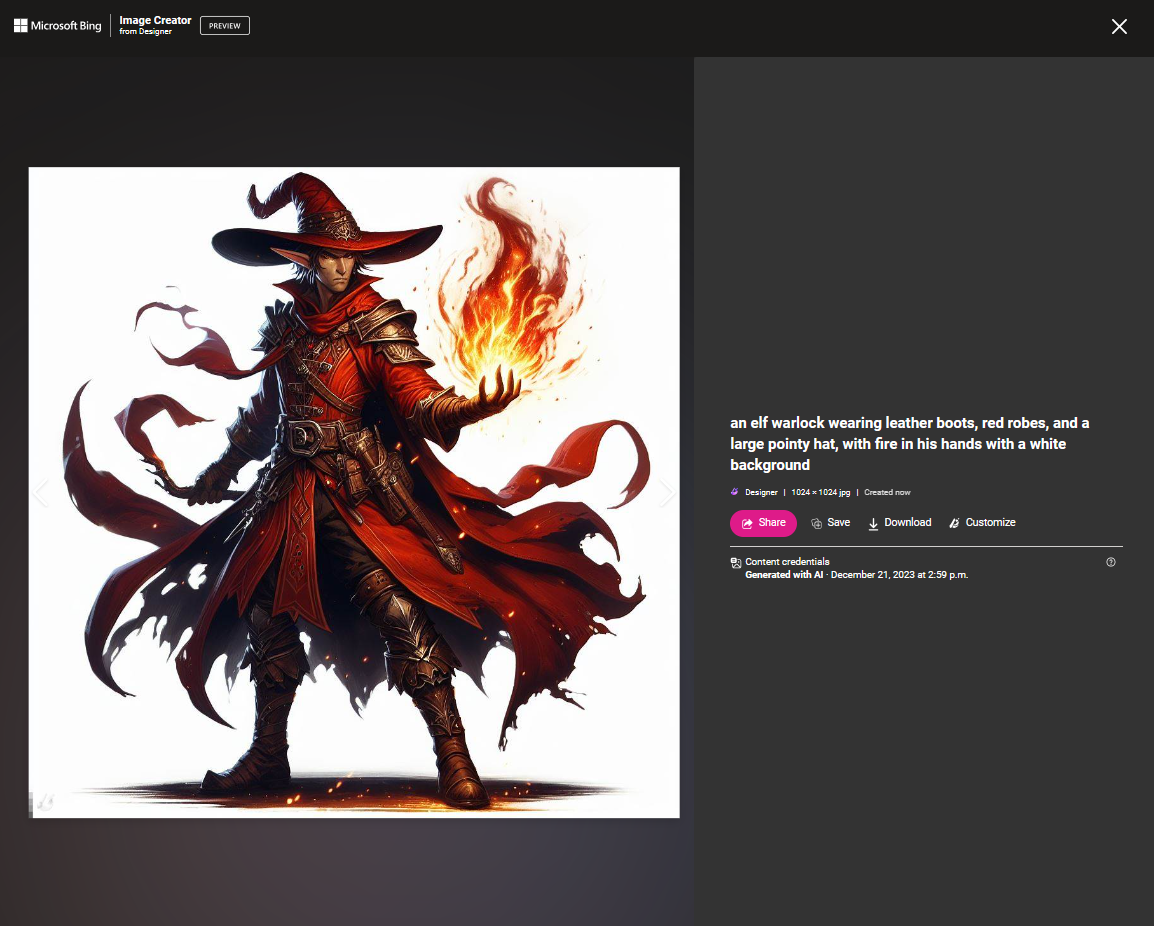 Microsoft Bing
Image Creator
from Designer
PREVIEW
an elf warlock wearing leather boots, red robes, and a
large pointy hat, with fire in his hands with a white
background
Designer | 1024 × 1024 jpg | Created now
Share Save Download Customize
Content credentials
Generated with AI · December 21, 2023 at 2:59 p.m.